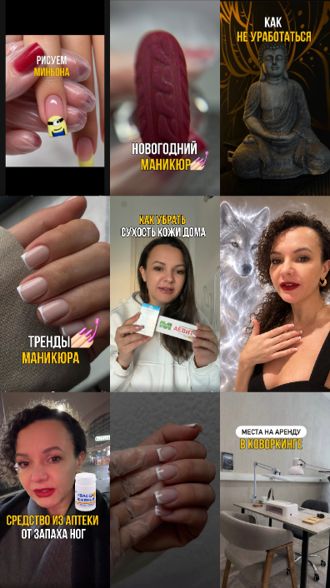 РИСУЕМ
МИНЬОНА
НОВОГОДНИЙ
МАНИКЮР
КАК
НЕ УРАБОТАТЬСЯ
ТРЕНДЫ
МАНИКЮРА
КАК УБРАТЬ
СУХОСТЬ КОЖИ ДОМА
АЕВИТ
СРЕДСТВО ИЗ АПТЕКИ
ОТ ЗАПАХА НОГ
МЕСТА НА АРЕНДУ
В КОВОРКИНГЕ